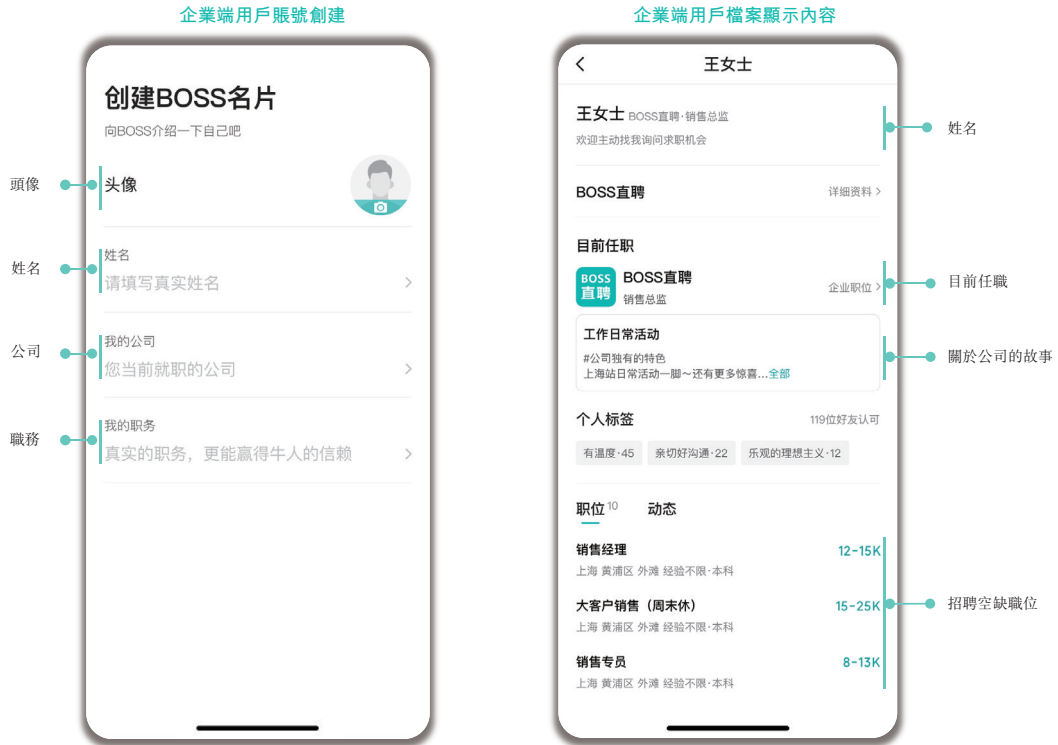 企業端用戶賬號創建
创建BOSS名片
向BOSS介绍一下自己吧
頭像
头像
姓名
姓名
请填写真实姓名
公司
我的公司
您当前就职的公司
職務
我的职务
真实的职务，更能赢得牛人的信赖
企業端用戶檔案顯示內容
王女士
王女士 BOSS直聘·销售总监
欢迎主动找我询问求职机会
姓名
BOSS直聘 详细资料
目前任职
BOSS
直聘
BOSS直聘
销售总监
企业职位
目前任職
工作日常活动
#公司独有的特色
上海站日常活动一脚～还有更多惊喜...全部
關於公司的故事
个人标签 119位好友认可
有温度·45 亲切好沟通·22 乐观的理想主义·12
职位 10 动态
销售经理 12-15K
上海 黄浦区 外滩 经验不限·本科
大客户销售（周末休） 15-25K
上海 黄浦区 外滩 经验不限·本科
招聘空缺職位
销售专员 8-13K
上海 黄浦区 外滩 经验不限·本科